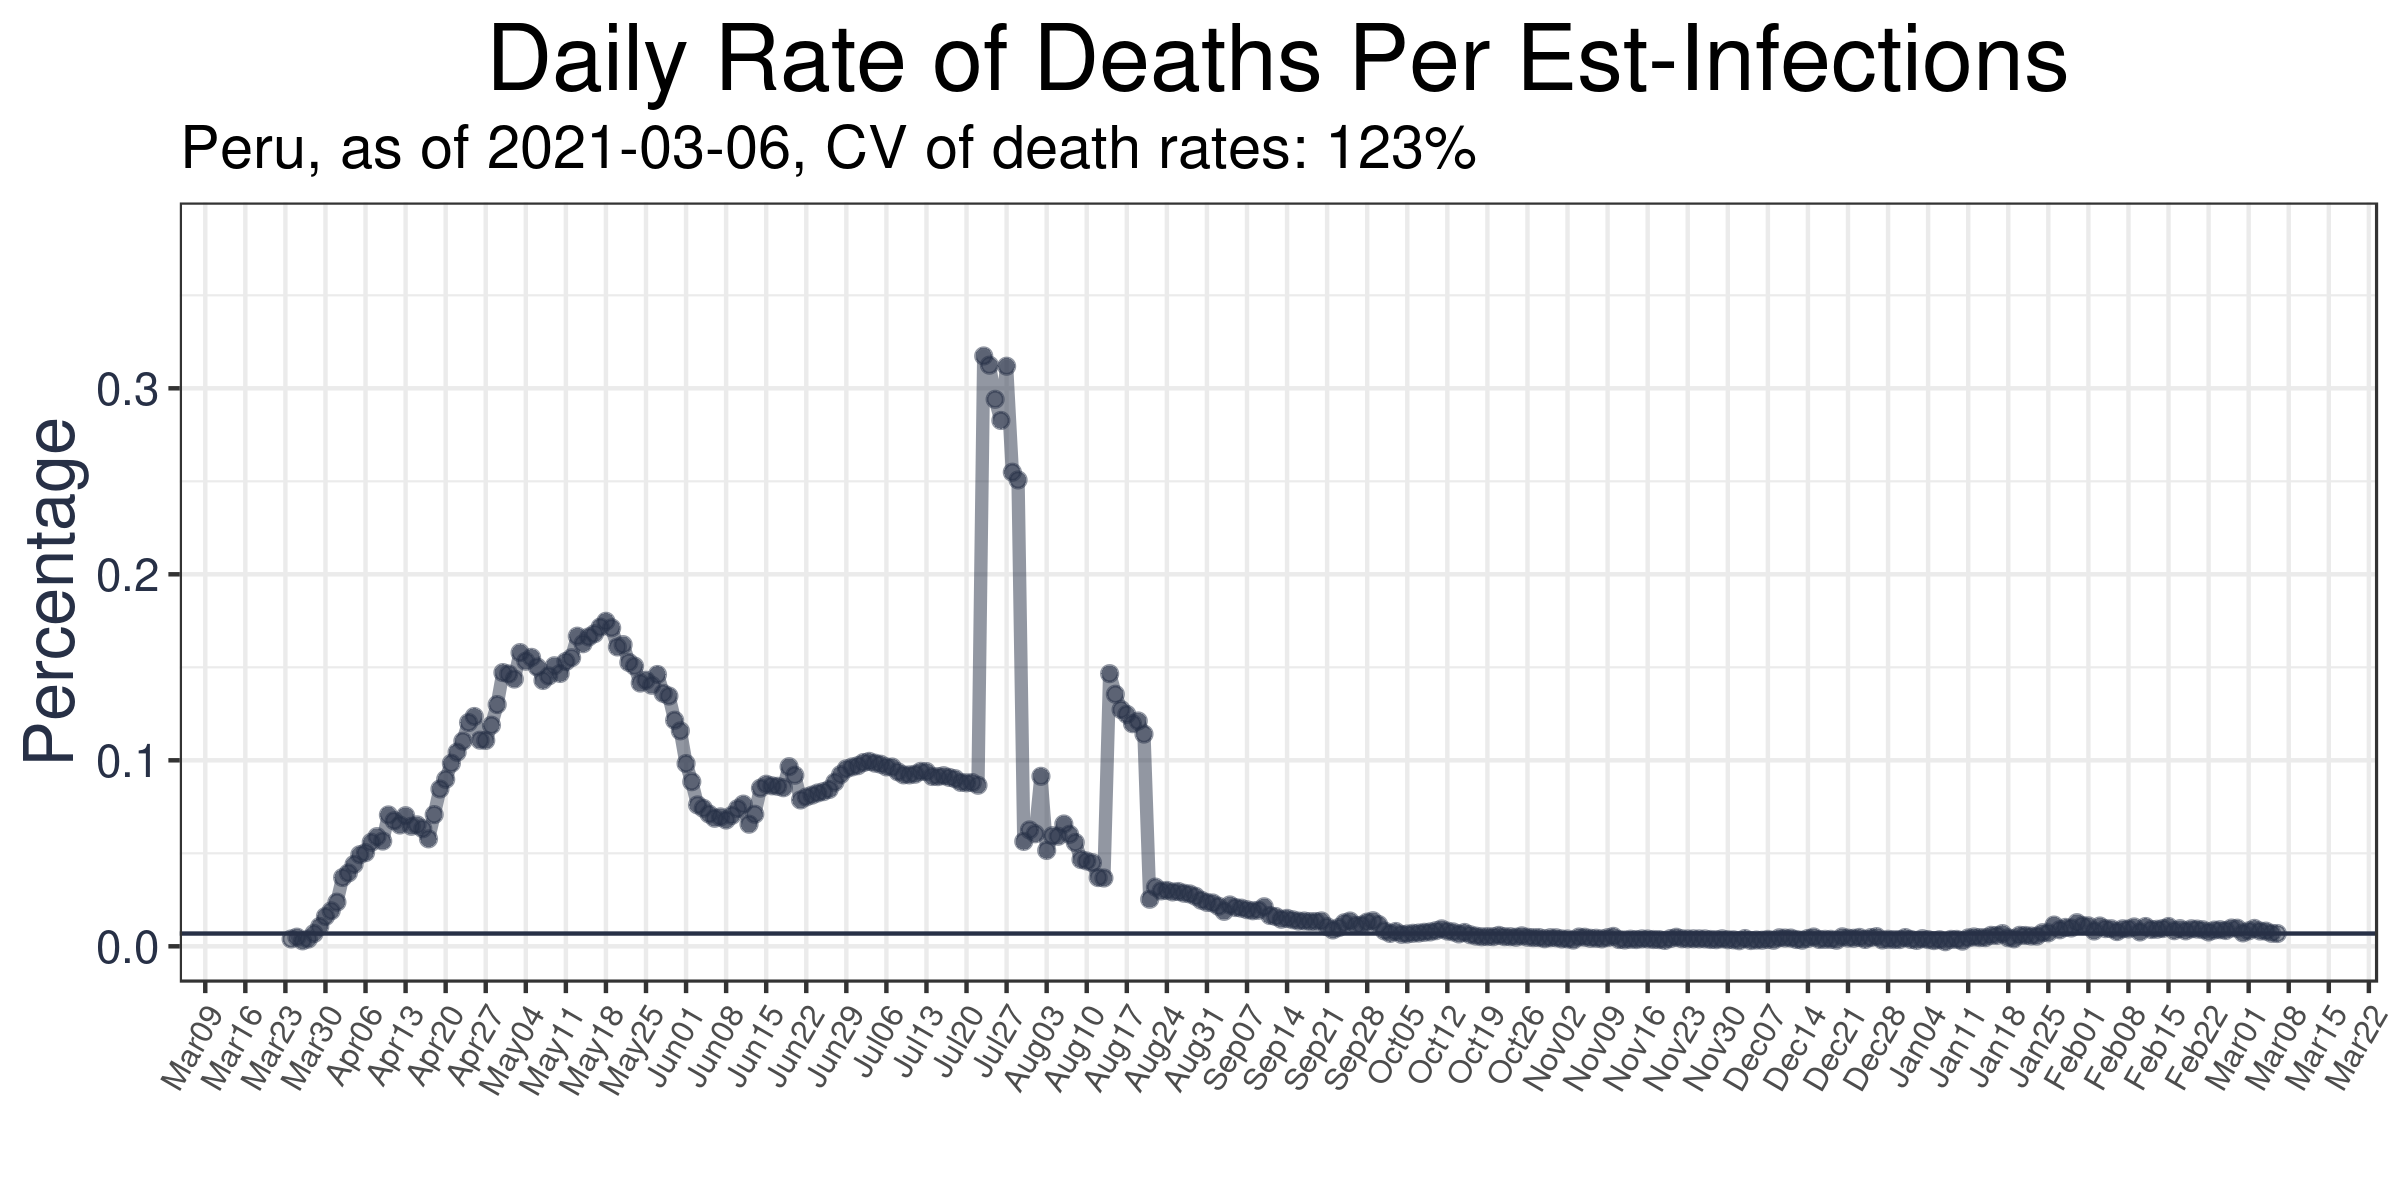 Daily Rate of Deaths Per Est-Infections
Peru, as of 2021-03-06, CV of death rates: 123%
Percentage
0.3
0.2
0.1
0.0
Mar09 Mar16 Mar23 Mar30 Apr06 Apr13 Apr20 Apr27 May04 May11 May18 May25 Jun01 Jun08 Jun15 Jun22 Jun29 Jul06 Jul13 Jul20 Jul27 Aug03 Aug10 Aug17 Aug24 Aug31 Sep07 Sep14 Sep21 Sep28 Oct05 Oct12 Oct19 Oct26 Nov02 Nov09 Nov16 Nov23 Nov30 Dec07 Dec14 Dec21 Dec28 Jan04 Jan11 Jan18 Jan25 Feb01 Feb08 Feb15 Feb22 Mar01 Mar08 Mar15 Mar22